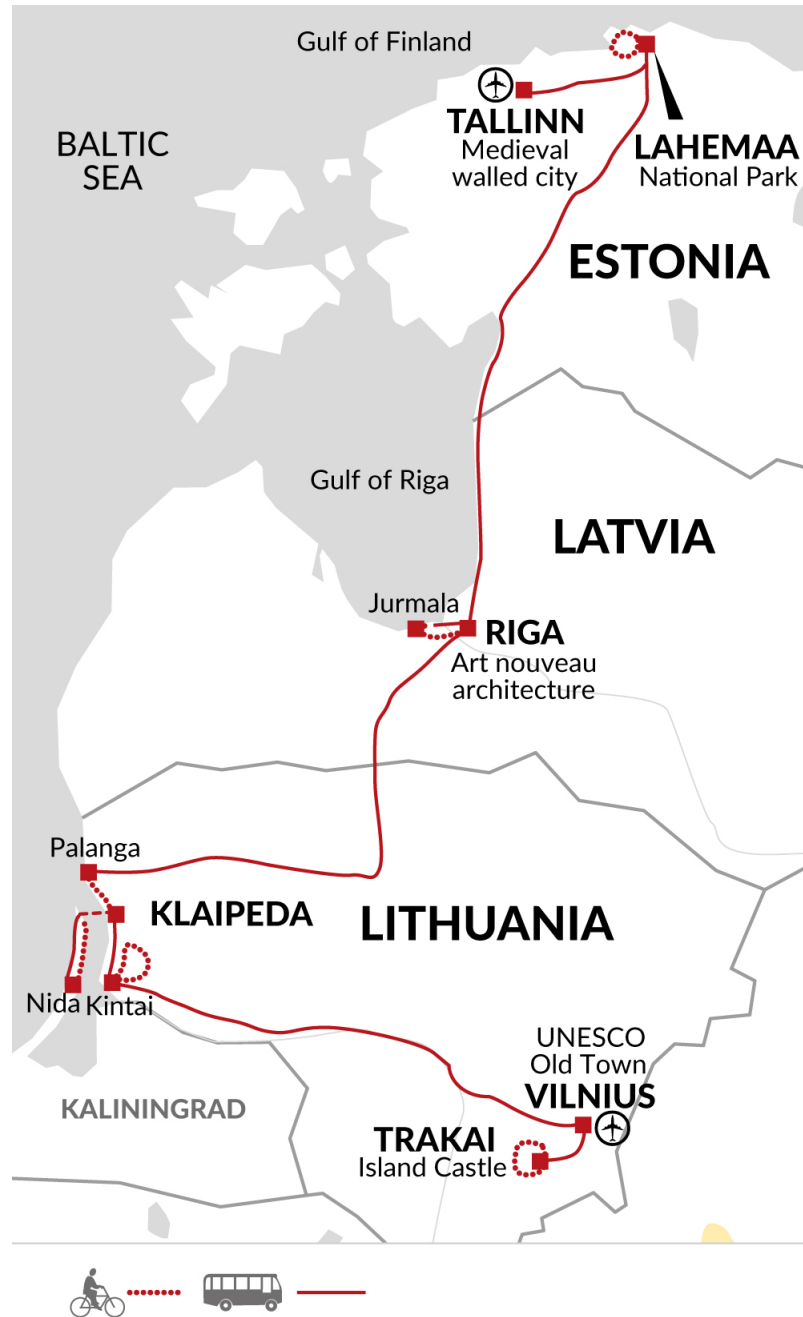 Gulf of Finland
BALTIC
SEA
TALLINN
Medieval
walled city
LAHEMAA
National Park
ESTONIA
Gulf of Riga
LATVIA
Jurmala
RIGA
Art nouveau
architecture
Palanga
KLAIPEDA
LITHUANIA
Nida
Kintai
UNESCO
Old Town
VILNIUS
KALININGRAD
TRAKAI
Island Castle